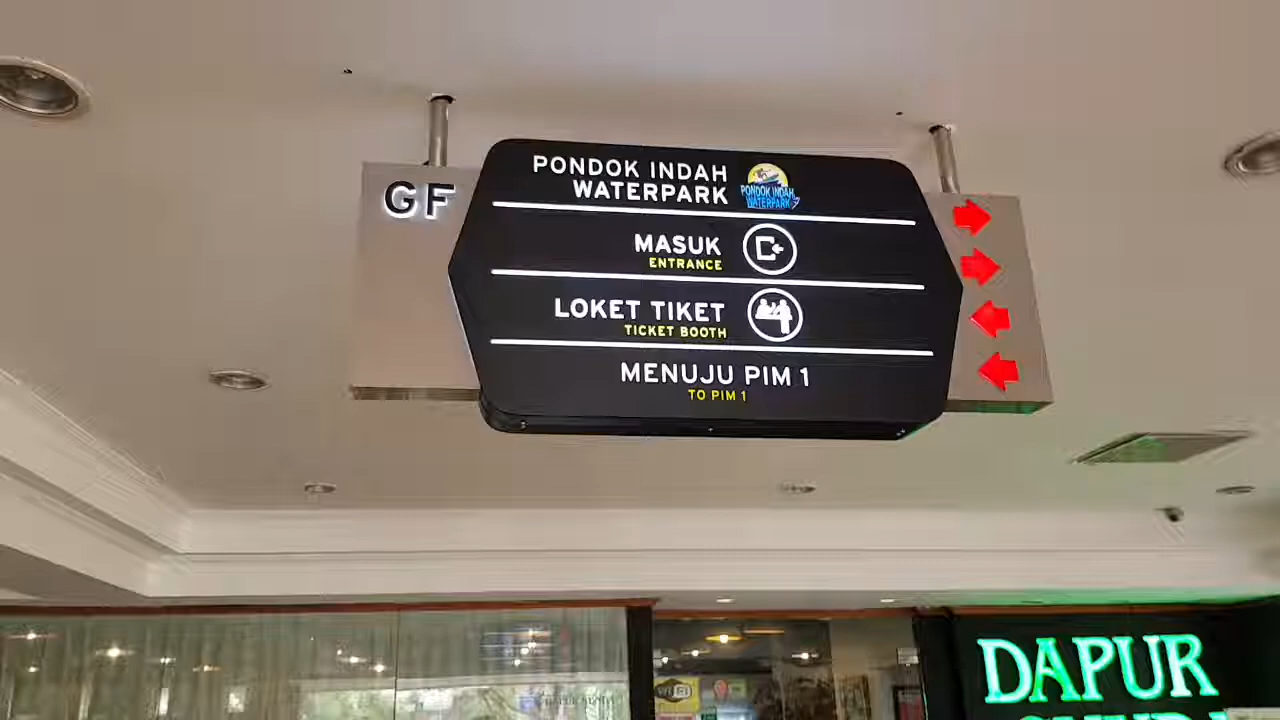 GF
PONDOK INDAH
WATERPARK
PONDOK INDAH
WATERPARK
MASUK
ENTRANCE
LOKET TIKET
TICKET BOOTH
MENUJU PIM 1
TO PIM 1
WiFi
DAPUR